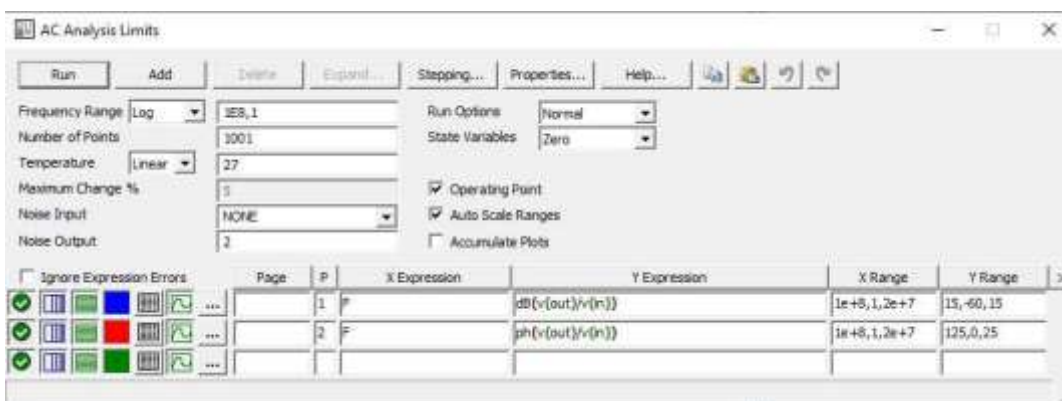 AC Analysis Limits
Run Add Delete Expand... Stepping... Properties... Help...
Frequency Range Log 1E8,1 Run Options Normal
Number of Points 1001 State Variables Zero
Temperature Linear 27
Maximum Change % 5 Operating Point
Noise Input NONE Auto Scale Ranges
Noise Output 2 Accumulate Plots
Ignore Expression Errors Page P X Expression Y Expression X Range Y Range
... 1 F dB(v(out)/v(in)) 1e+8,1,2e+7 15,-60,15
... 2 F ph(v(out)/v(in)) 1e+8,1,2e+7 125,0,25
...